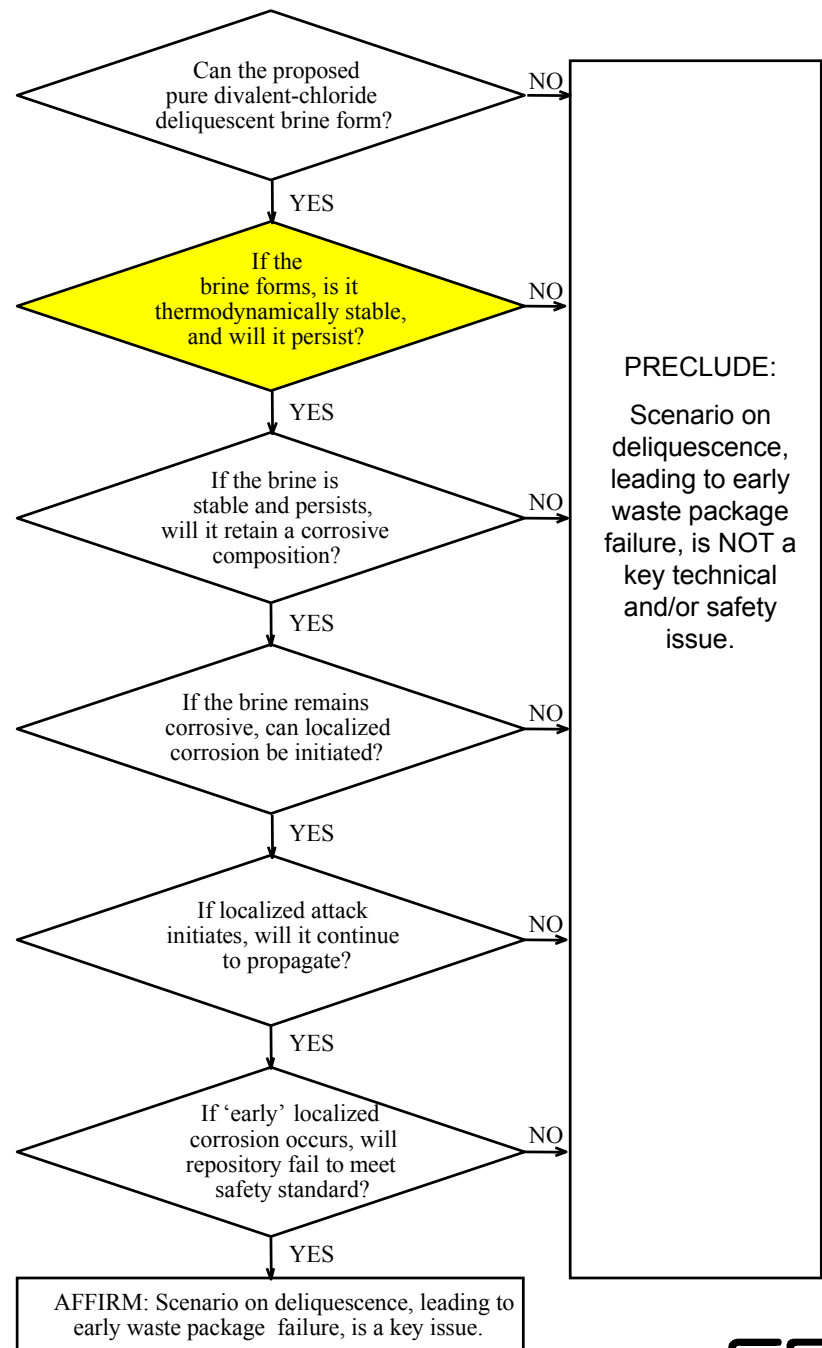 Can the proposed
pure divalent-chloride
deliquescent brine form?
NO
YES
If the
brine forms, is it
thermodynamically stable,
and will it persist?
NO
YES
If the brine is
stable and persists,
will it retain a corrosive
composition?
NO
YES
If the brine remains
corrosive, can localized
corrosion be initiated?
NO
YES
If localized attack
initiates, will it continue
to propagate?
NO
YES
If ‘early’ localized
corrosion occurs, will
repository fail to meet
safety standard?
NO
YES
AFFIRM: Scenario on deliquescence, leading to
early waste package failure, is a key issue.
PRECLUDE:
Scenario on
deliquescence,
leading to early
waste package
failure, is NOT a
key technical
and/or safety
issue.